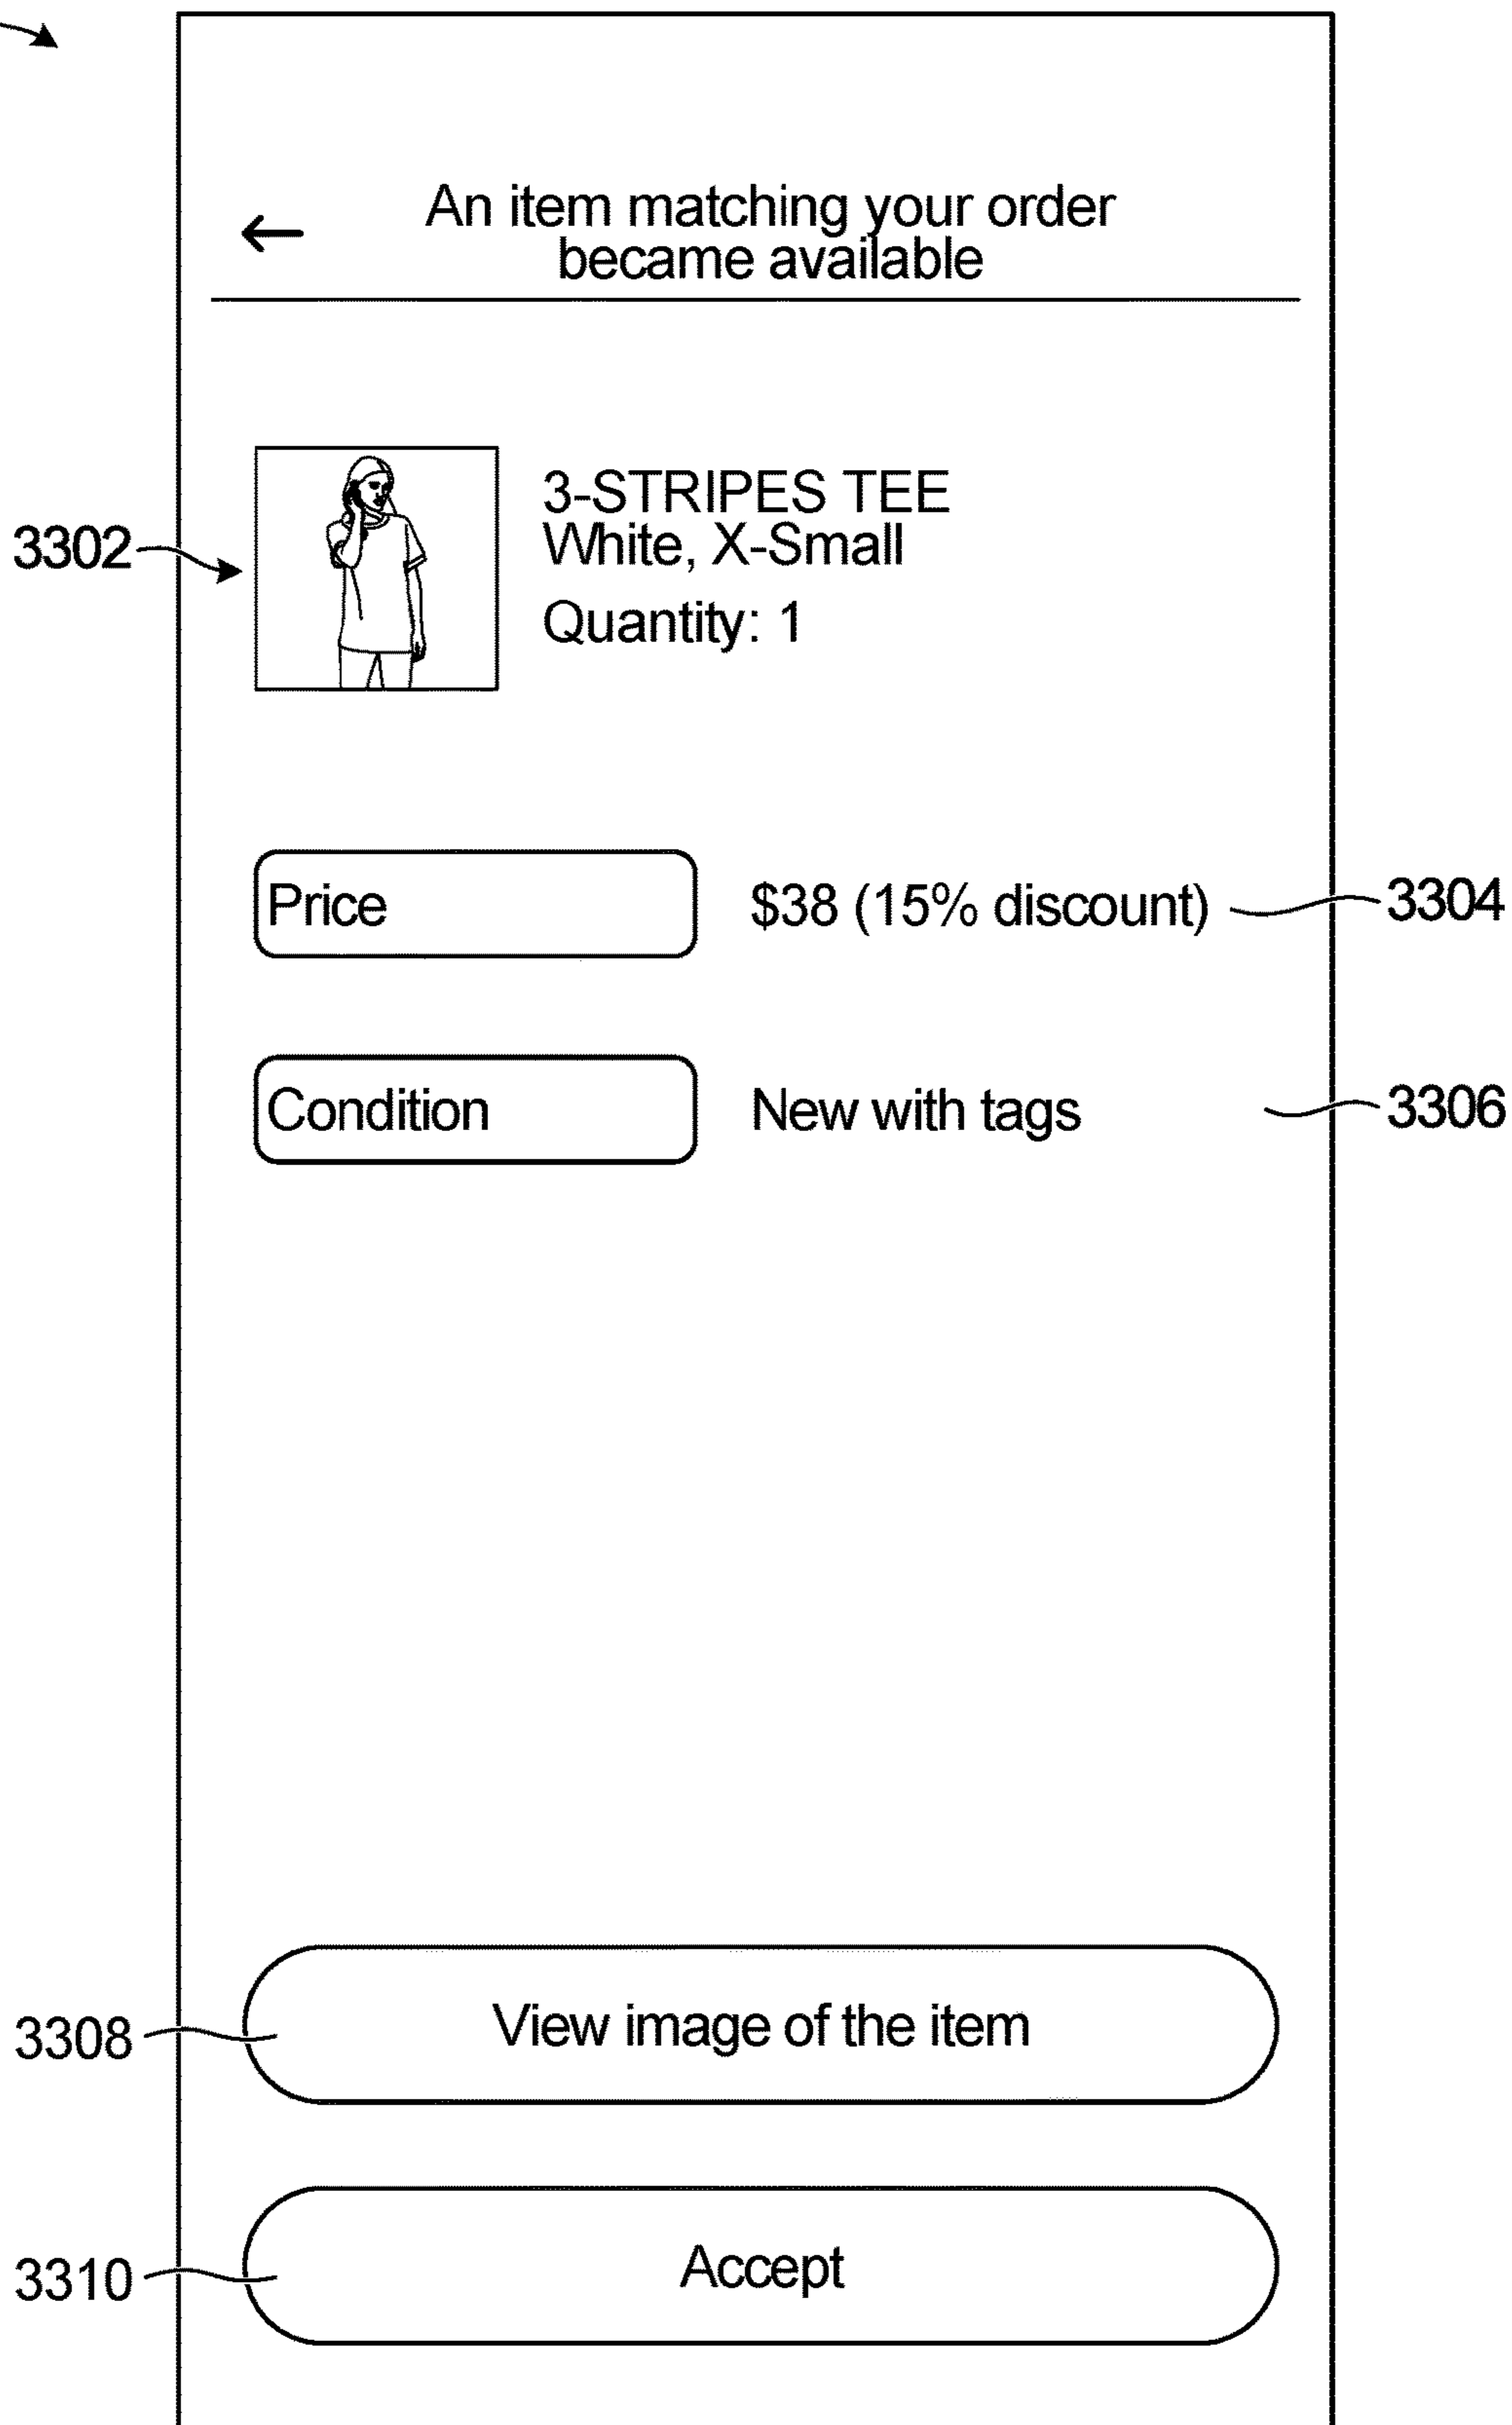 An item matching your order
became available
3-STRIPES TEE
White, X-Small
3302
Quantity: 1
Price
$38 (15% discount)
3304
Condition
New with tags
3306
3308
View image of the item
3310
Accept